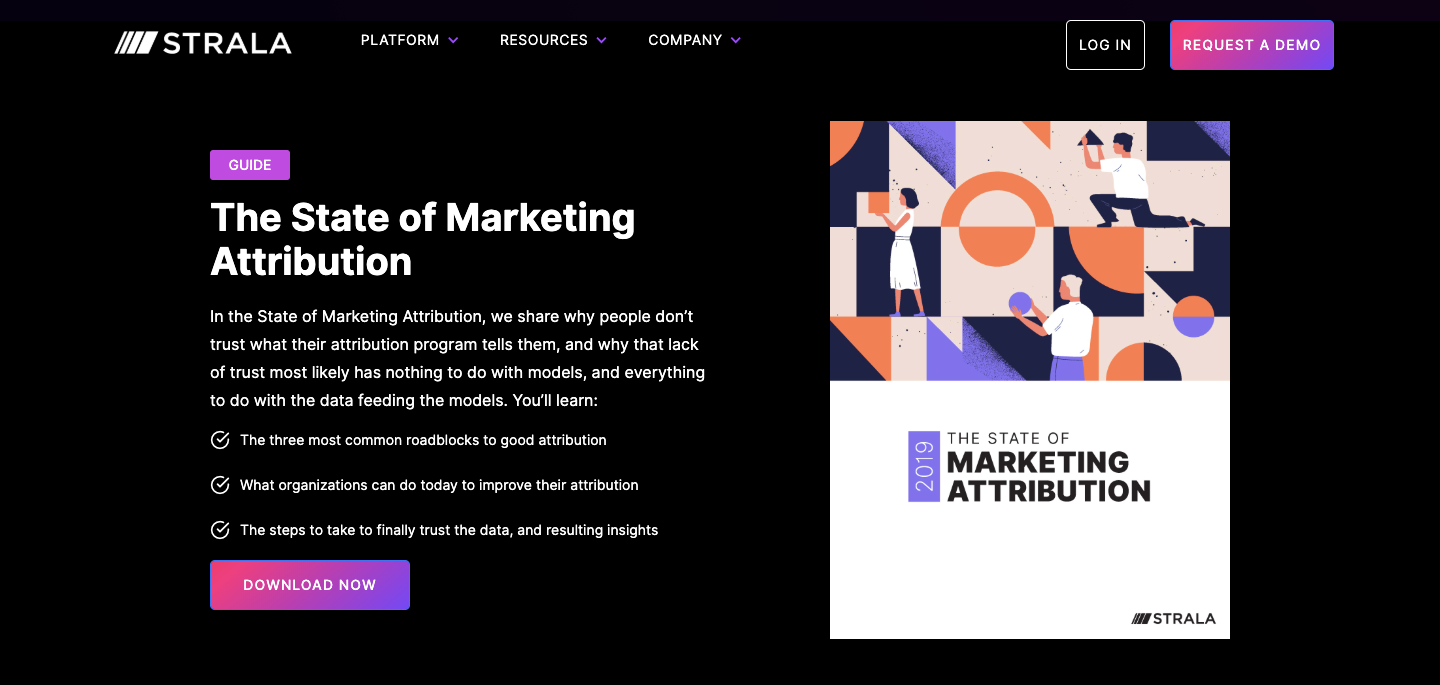 STRALA
PLATFORM
RESOURCES
COMPANY
LOG IN
REQUEST A DEMO
GUIDE
The State of Marketing
Attribution
In the State of Marketing Attribution, we share why people don’t
trust what their attribution program tells them, and why that lack
of trust most likely has nothing to do with models, and everything
to do with the data feeding the models. You’ll learn:
The three most common roadblocks to good attribution
What organizations can do today to improve their attribution
The steps to take to finally trust the data, and resulting insights
DOWNLOAD NOW
2019
THE STATE OF
MARKETING
ATTRIBUTION
STRALA